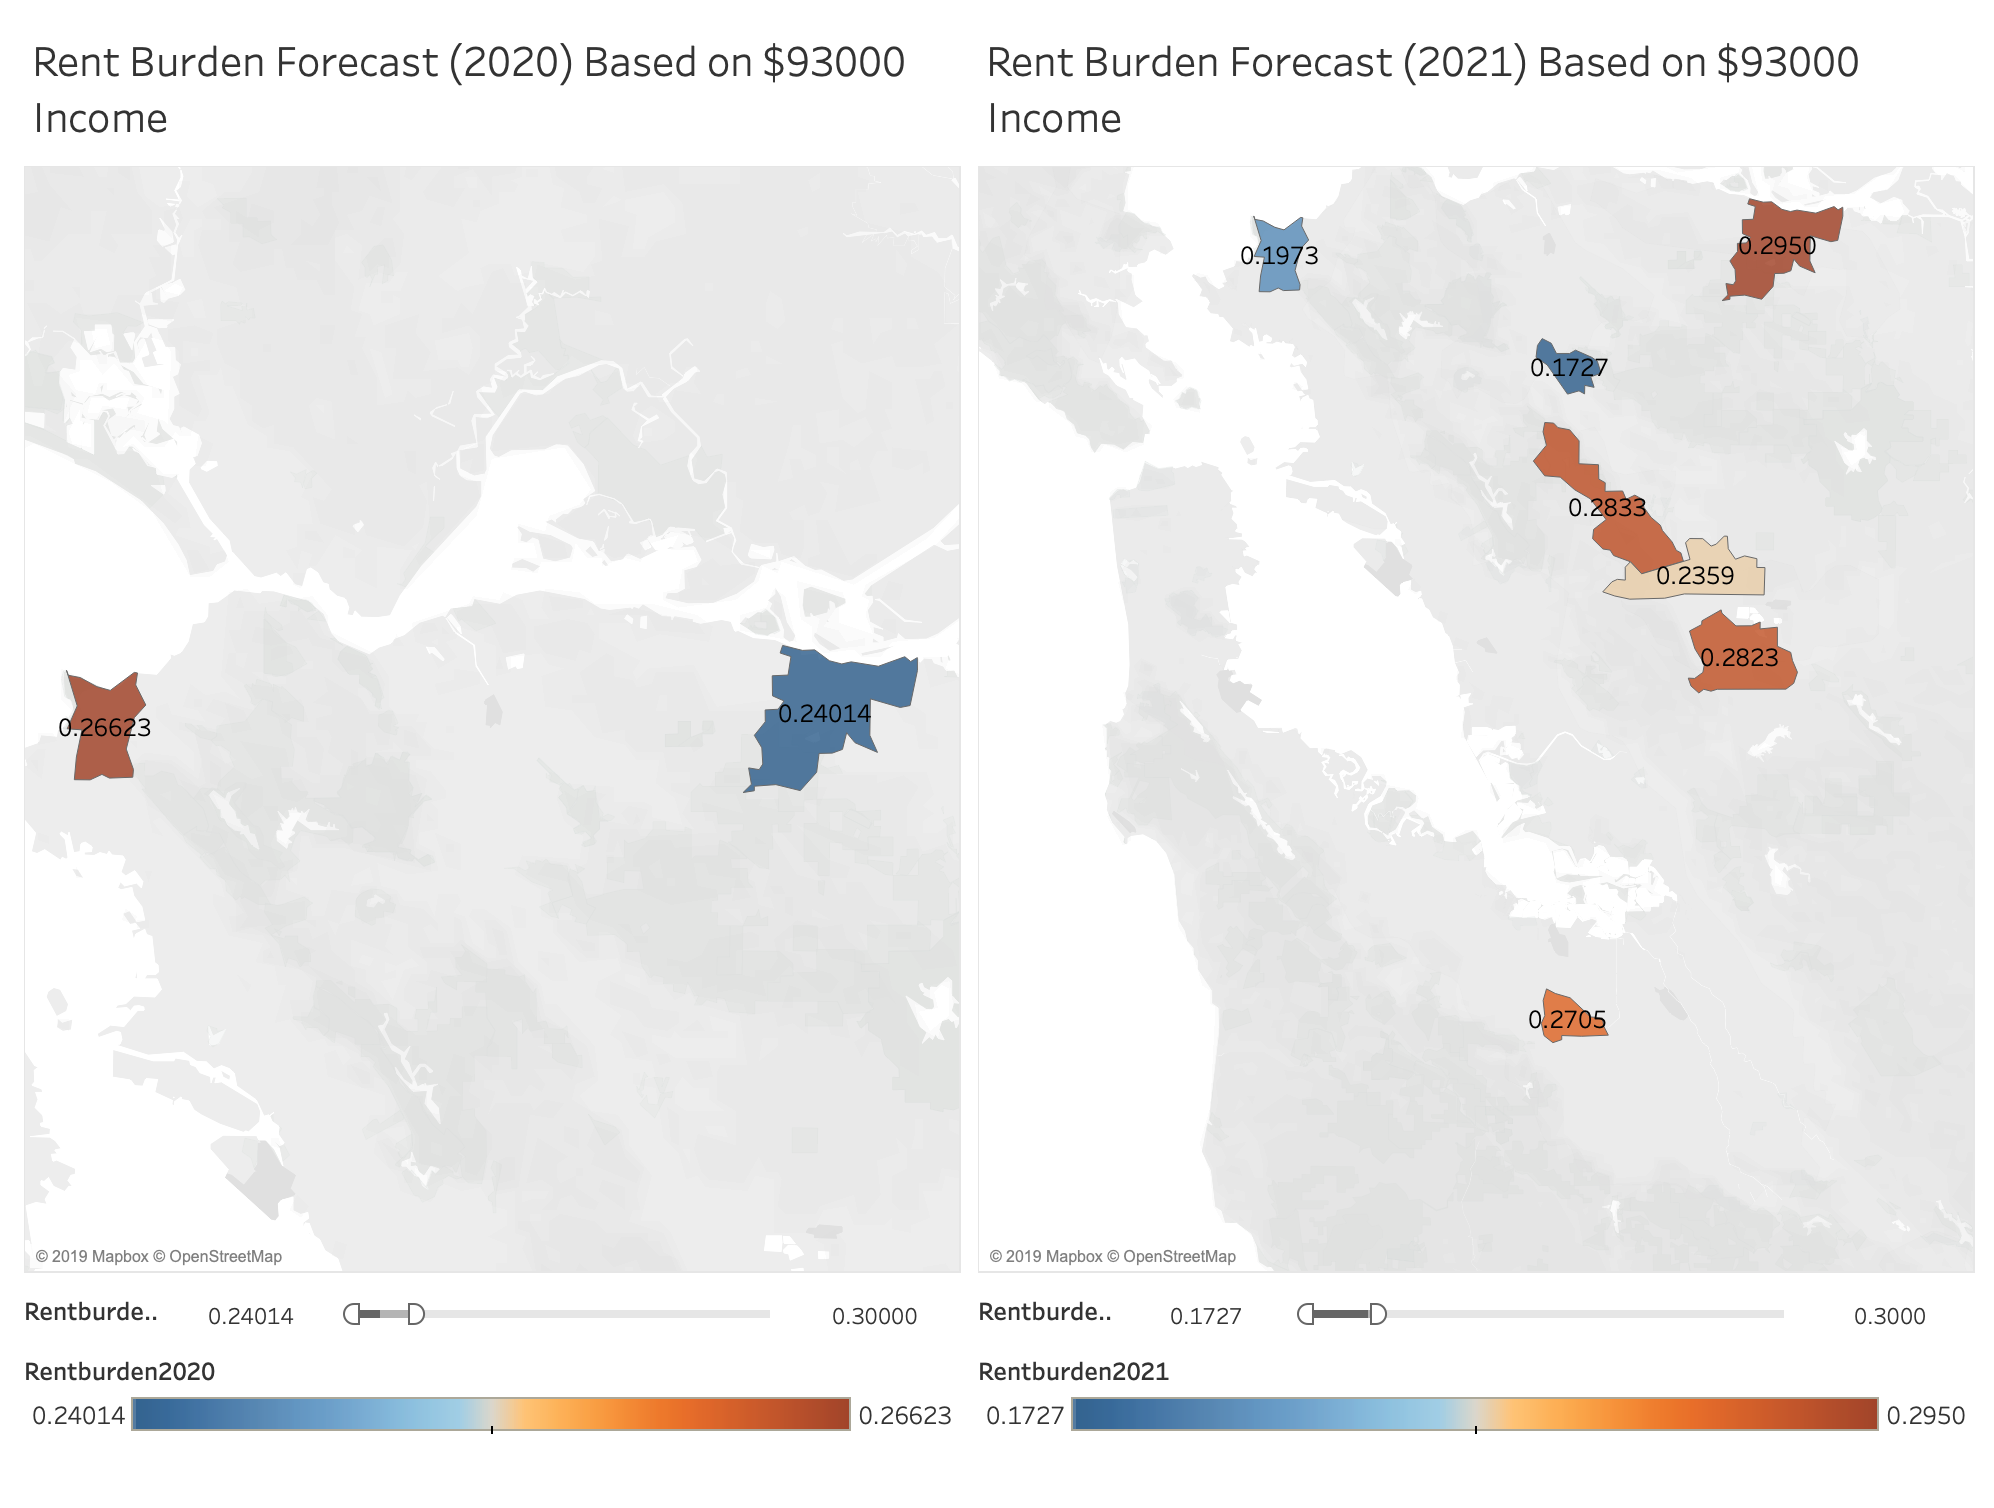 Rent Burden Forecast (2020) Based on $93000
Income
0.26623
0.24014
© 2019 Mapbox © OpenStreetMap
Rentburde..
0.24014
0.30000
Rentburden2020
0.24014
0.26623
Rent Burden Forecast (2021) Based on $93000
Income
0.1973
0.2950
0.1727
0.2833
0.2359
0.2823
0.2705
© 2019 Mapbox © OpenStreetMap
Rentburde..
0.1727
0.3000
Rentburden2021
0.1727
0.2950